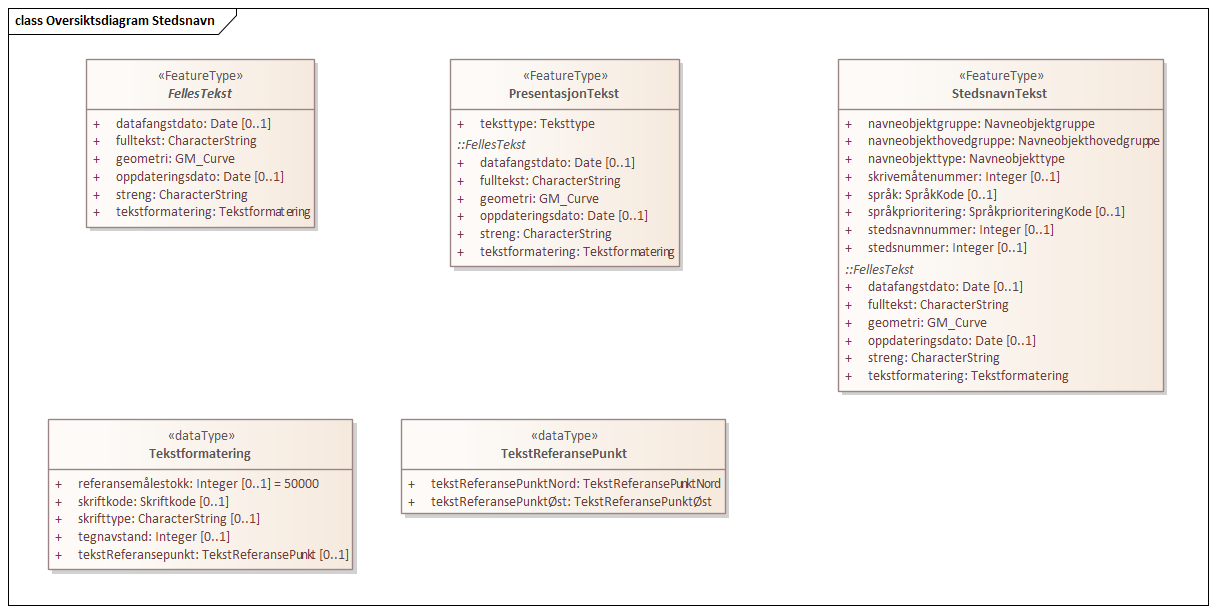 class Oversiktsdiagram Stedsnavn
«FeatureType»
FellesTekst
+ datafangstdato: Date [0..1]
+ fulltekst: CharacterString
+ geometri: GM_Curve
+ oppdateringsdato: Date [0..1]
+ streng: CharacterString
+ tekstformatering: Tekstformatering
«FeatureType»
PresentasjonTekst
+ teksttype: Teksttype
::FellesTekst
+ datafangstdato: Date [0..1]
+ fulltekst: CharacterString
+ geometri: GM_Curve
+ oppdateringsdato: Date [0..1]
+ streng: CharacterString
+ tekstformatering: Tekstformatering
«FeatureType»
StedsnavnTekst
+ navneobjektgruppe: Navneobjektgruppe
+ navneobjekthovedgruppe: Navneobjekthovedgruppe
+ navneobjekttype: Navneobjekttype
+ skrivemåtenummer: Integer [0..1]
+ språk: SpråkKode [0..1]
+ språkprioritering: SpråkprioriteringKode [0..1]
+ stedsnavnnummer: Integer [0..1]
+ stedsnummer: Integer [0..1]
::FellesTekst
+ datafangstdato: Date [0..1]
+ fulltekst: CharacterString
+ geometri: GM_Curve
+ oppdateringsdato: Date [0..1]
+ streng: CharacterString
+ tekstformatering: Tekstformatering
«dataType»
Tekstformatering
+ referansemålestokk: Integer [0..1] = 50000
+ skriftkode: Skriftkode [0..1]
+ skrifttype: CharacterString [0..1]
+ tegnavstand: Integer [0..1]
+ tekstReferansepunkt: TekstReferansePunkt [0..1]
«dataType»
TekstReferansePunkt
+ tekstReferansePunktNord: TekstReferansePunktNord
+ tekstReferansePunktØst: TekstReferansePunktØst